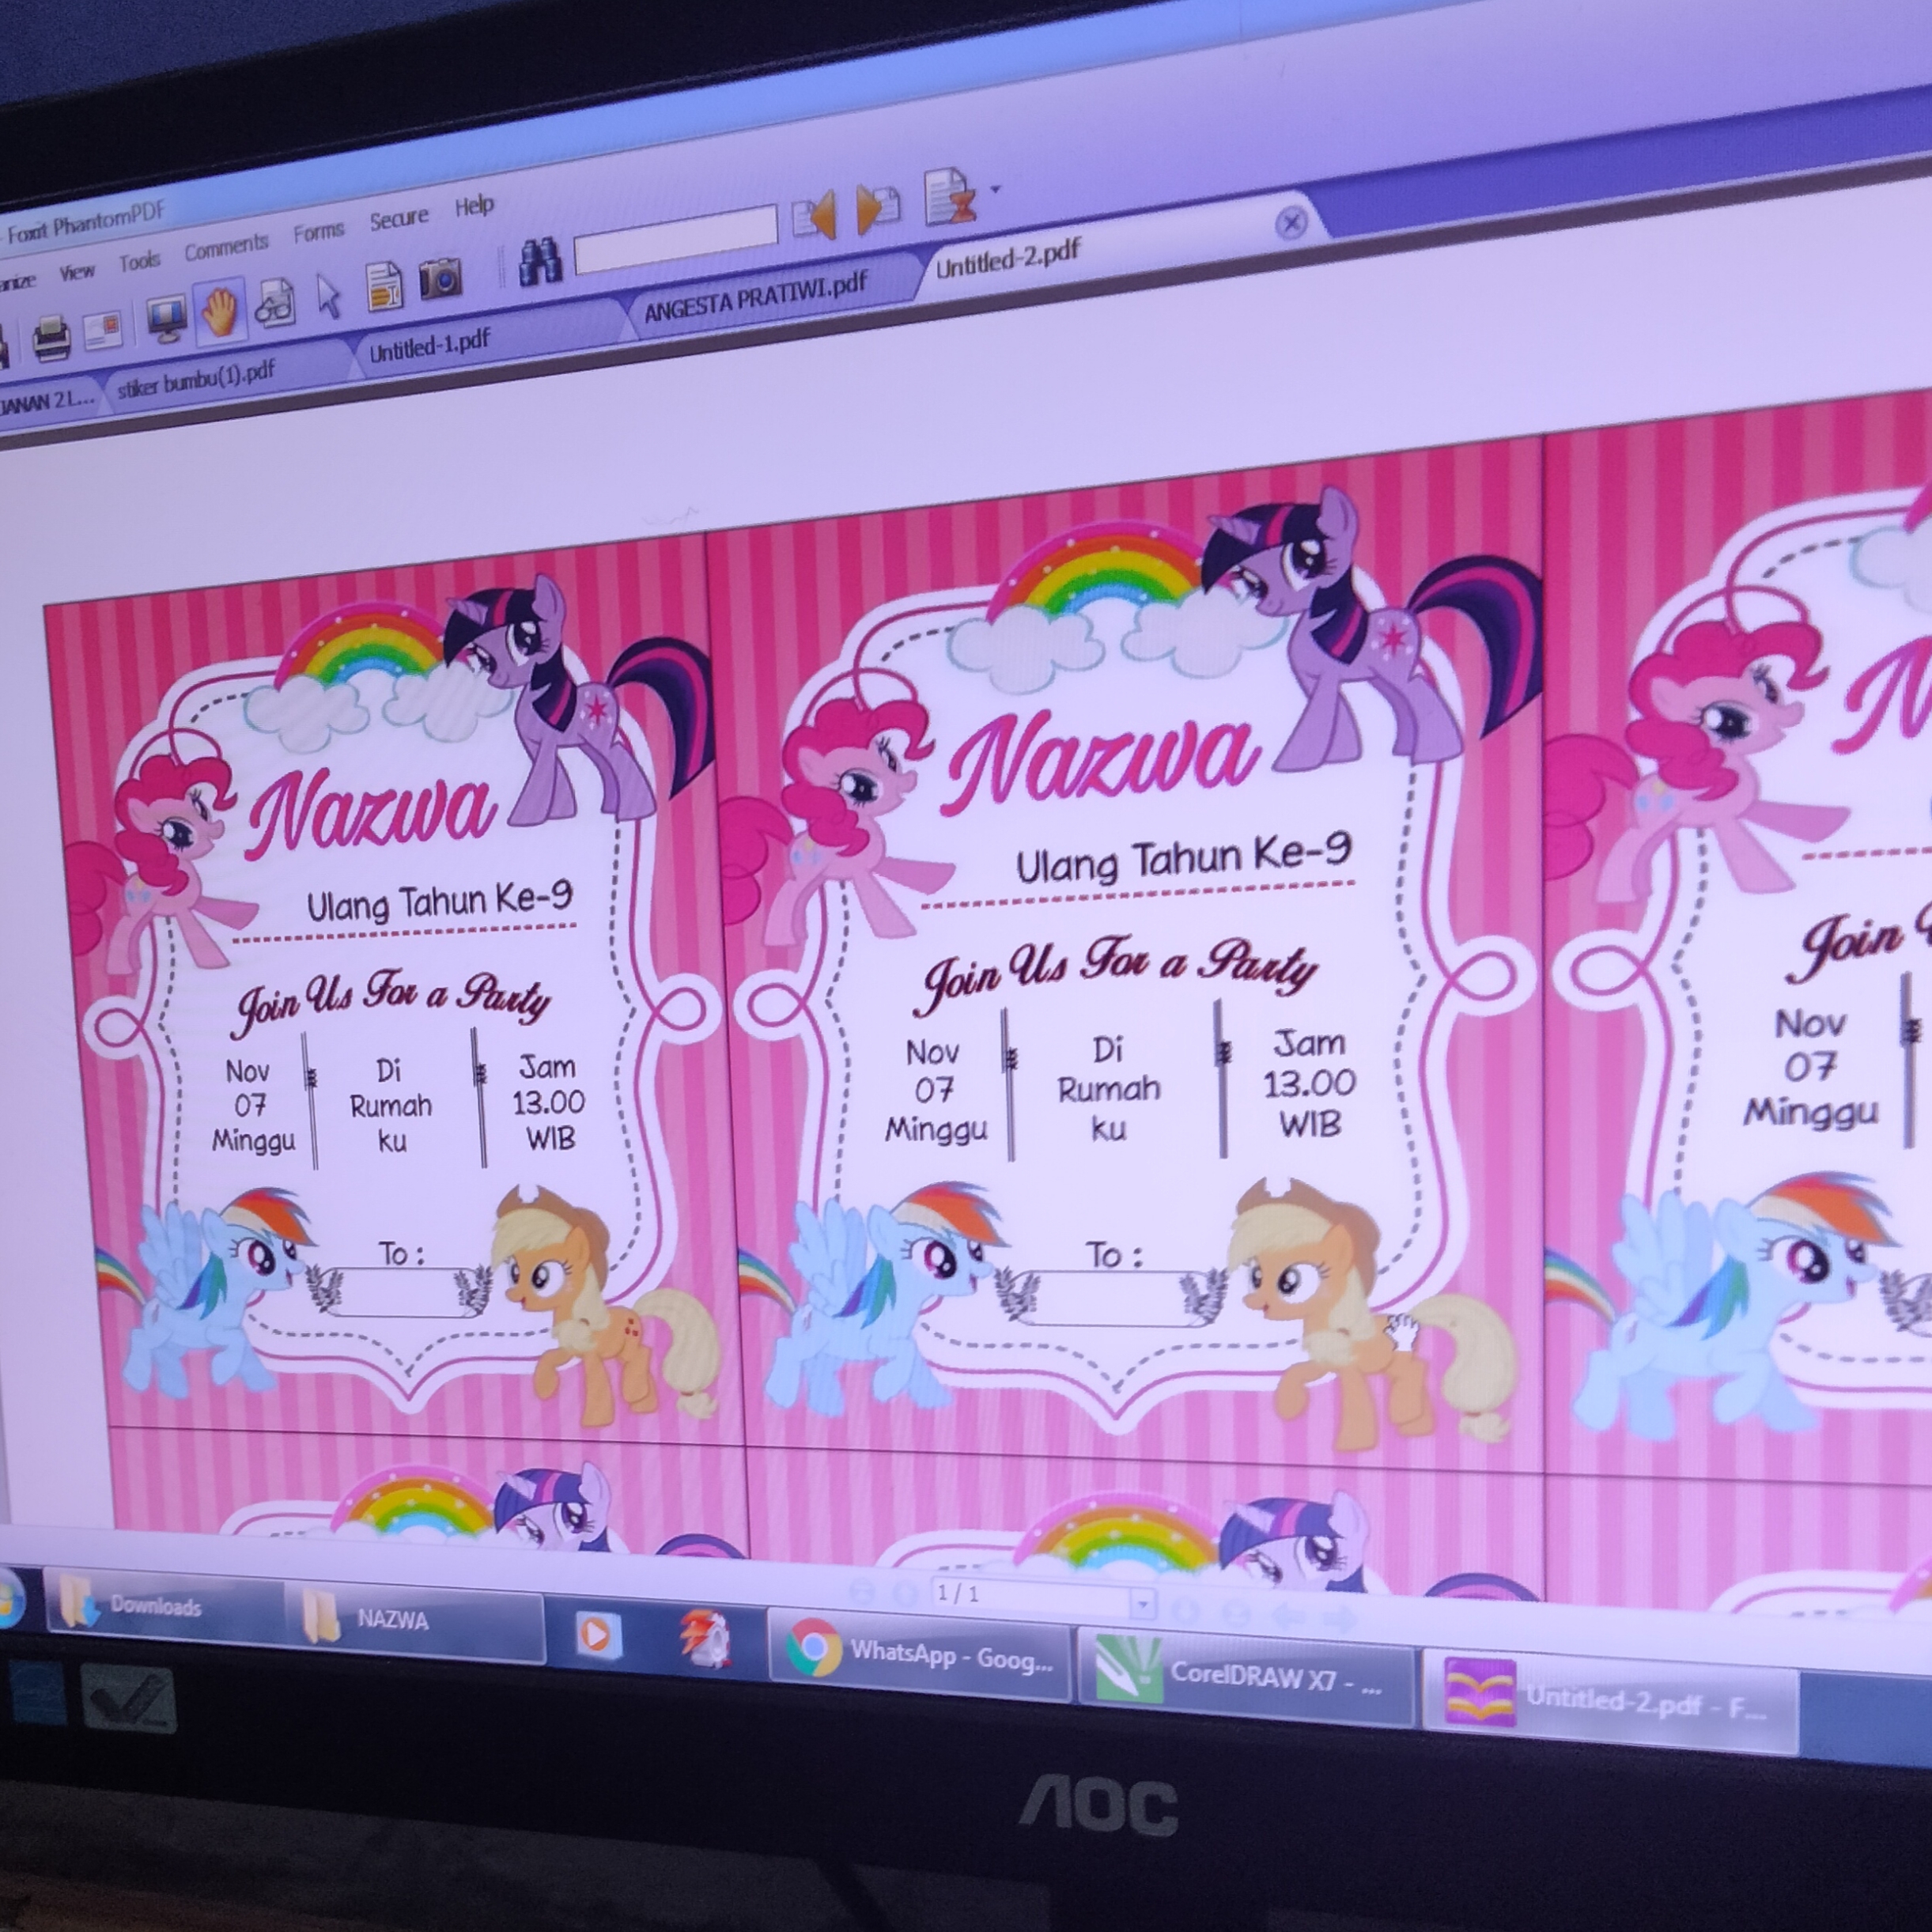 - Foxit PhantomPDF
View Tools Comments Forms Secure Help
stiker bumbu(1).pdf
Untitled-1.pdf
ANGESTA PRATIWI.pdf
Untitled-2.pdf
Nazwa
Ulang Tahun Ke-9
Join Us For a Party
Nov
07
Minggu
Di
Rumah
ku
Jam
13.00
WIB
To :
Nazwa
Ulang Tahun Ke-9
Join Us For a Party
Nov
07
Minggu
Di
Rumah
ku
Jam
13.00
WIB
To :
Join
Nov
07
Minggu
1 / 1
Downloads
NAZWA
WhatsApp - Goog...
CorelDRAW X7 - ...
Untitled-2.pdf - F...
AOC